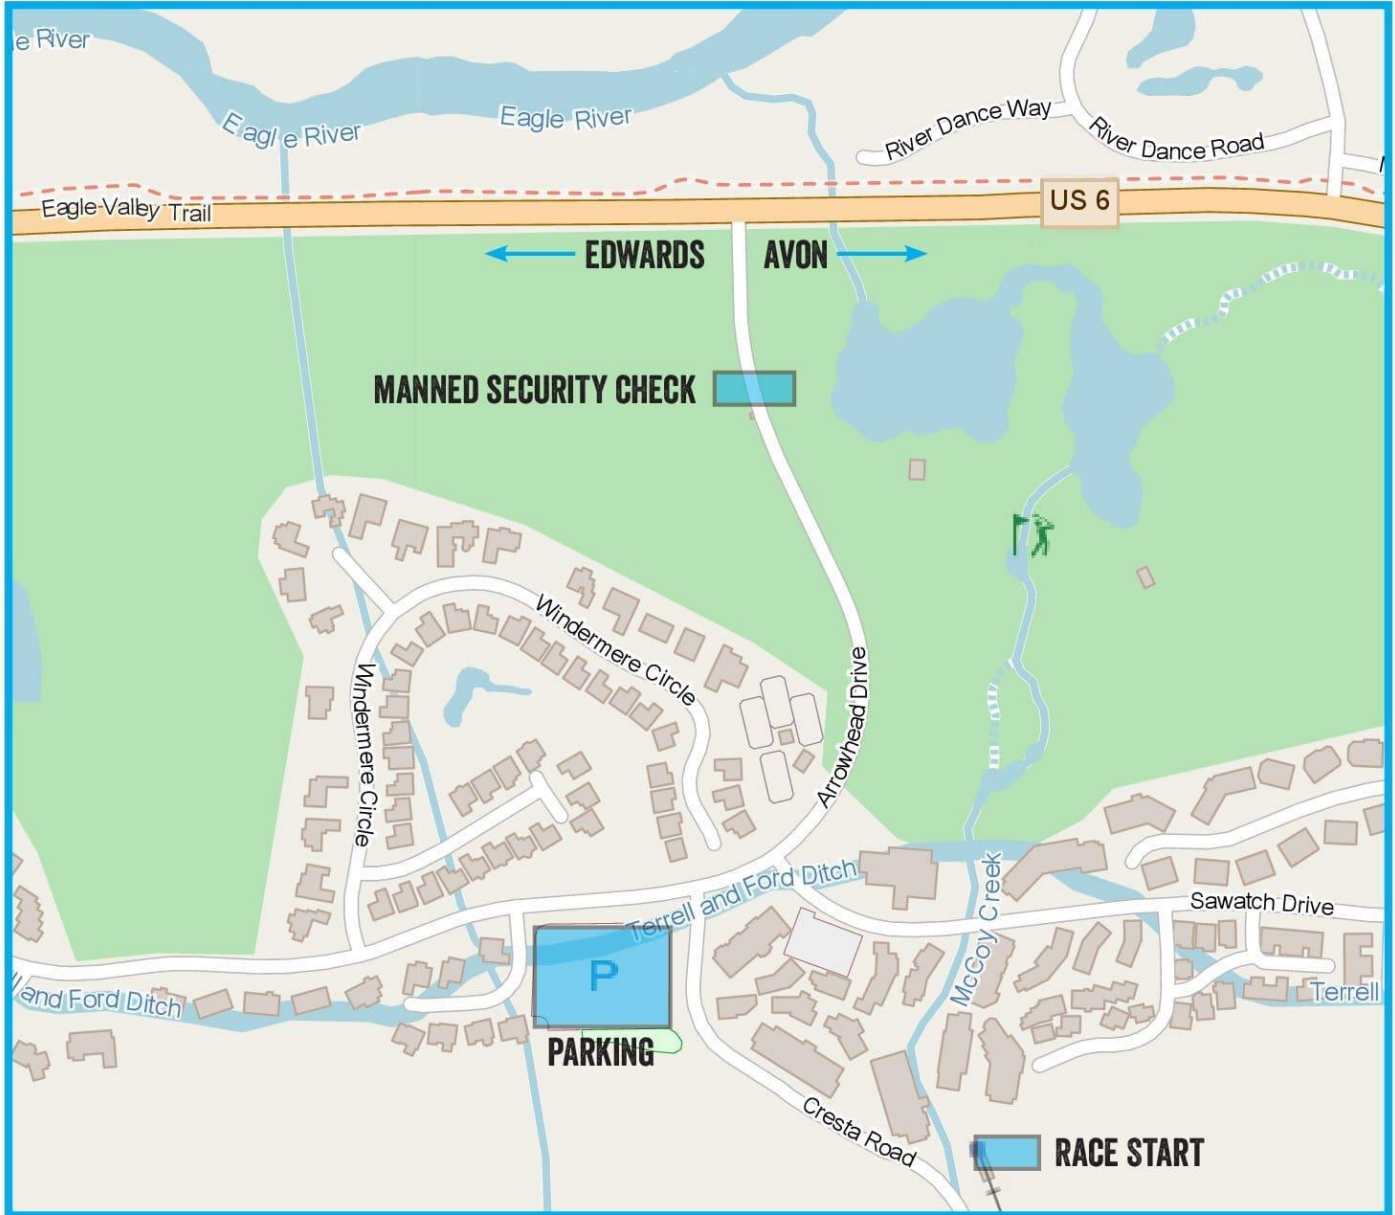 e River
Eagle River
Eagle River
River Dance Way
River Dance Road
Eagle Valley Trail
US 6
EDWARDS
AVON
MANNED SECURITY CHECK
Windermere Circle
Windermere Circle
Arrowhead Drive
Terrell and Ford Ditch
McCoy Creek
Sawatch Drive
P
ll and Ford Ditch
Terrell
PARKING
Cresta Road
RACE START